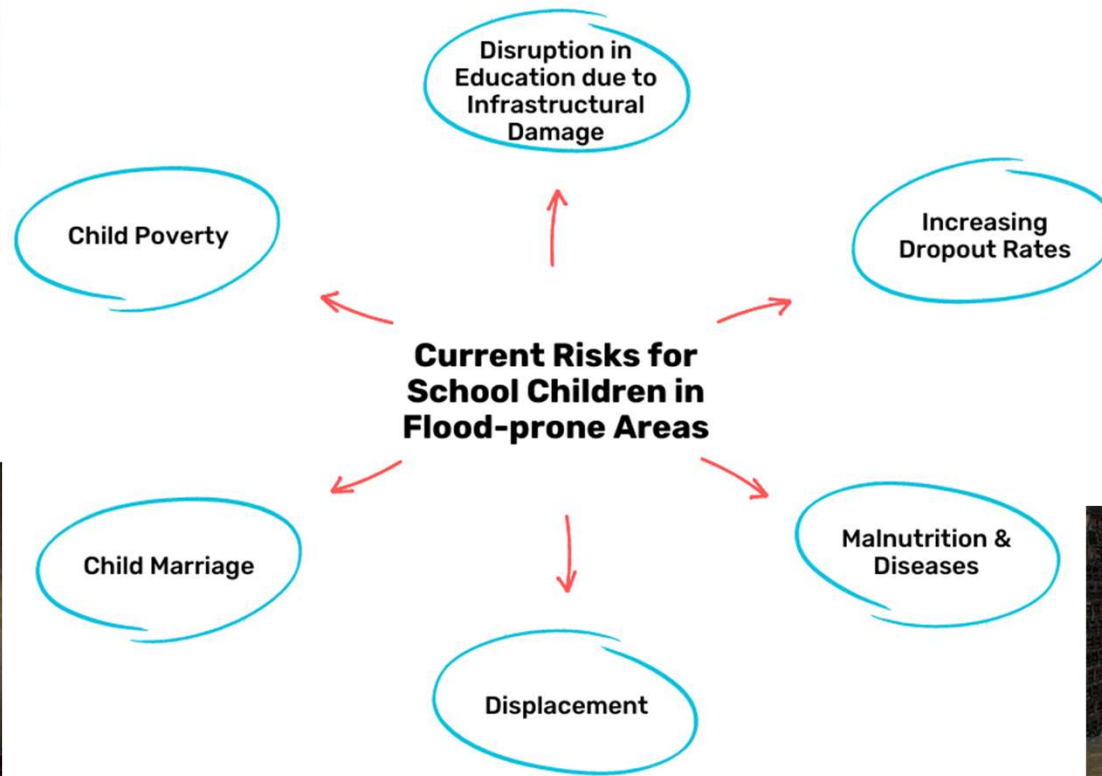 Disruption in
Education due to
Infrastructural
Damage
Child Poverty
Increasing
Dropout Rates
Current Risks for
School Children in
Flood-prone Areas
Child Marriage
Malnutrition &
Diseases
Displacement